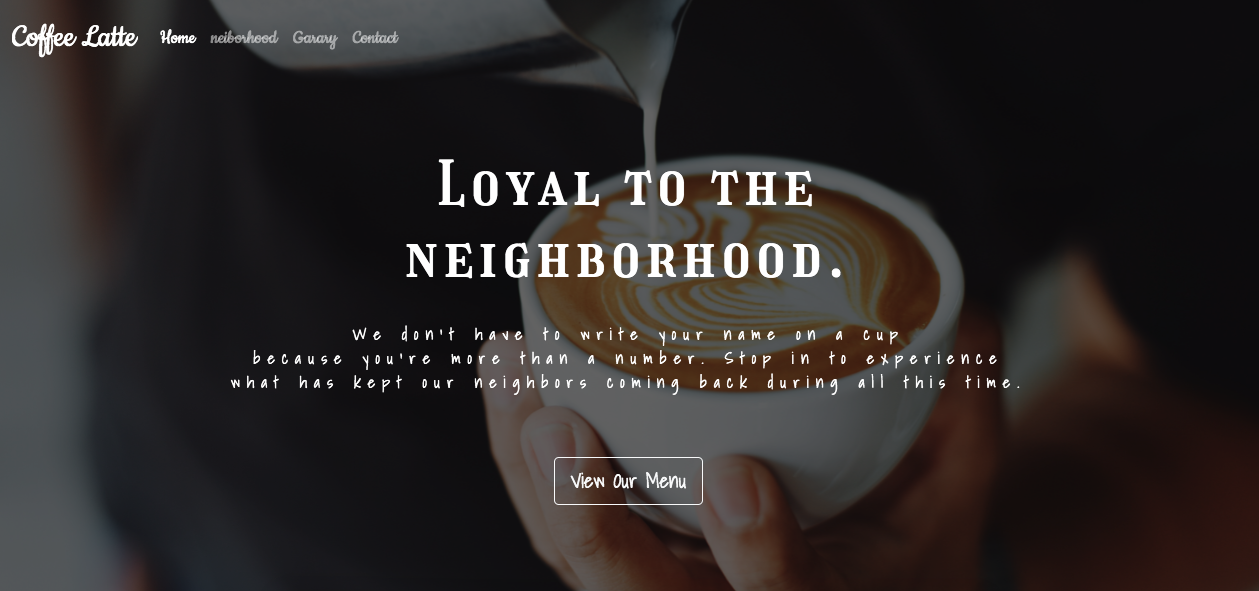 Coffee Latte Home neiborhood Garary Contact
Loyal to the
neighborhood.
We don't have to write your name on a cup
because you're more than a number. Stop in to experience
what has kept our neighbors coming back during all this time.
View Our Menu